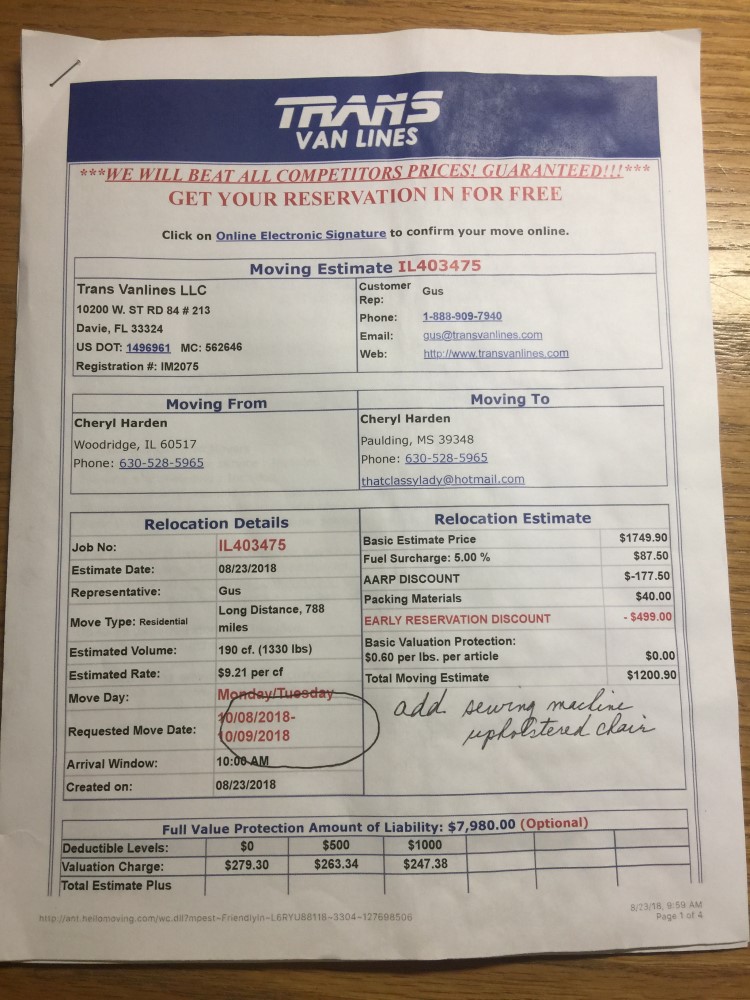 TRANS
VAN LINES
***WE WILL BEAT ALL COMPETITORS PRICES! GUARANTEED!!!***
GET YOUR RESERVATION IN FOR FREE
Click on Online Electronic Signature to confirm your move online.
Moving Estimate IL403475
Trans Vanlines LLC
10200 W. ST RD 84 # 213
Davie, FL 33324
US DOT: 1496961 MC: 562646
Registration #: IM2075
Customer Rep: Gus
Phone: 1-888-909-7940
Email: gus@transvanlines.com
Web: http://www.transvanlines.com
Moving From
Cheryl Harden
Woodridge, IL 60517
Phone: 630-528-5965
Moving To
Cheryl Harden
Paulding, MS 39348
Phone: 630-528-5965
thatclassylady@hotmail.com
Relocation Details
Job No: IL403475
Estimate Date: 08/23/2018
Representative: Gus
Move Type: Residential Long Distance, 788 miles
Estimated Volume: 190 cf. (1330 lbs)
Estimated Rate: $9.21 per cf
Move Day: Monday/Tuesday
Requested Move Date: 10/08/2018-
10/09/2018
Arrival Window: 10:00 AM
Created on: 08/23/2018
Relocation Estimate
Basic Estimate Price $1749.90
Fuel Surcharge: 5.00 % $87.50
AARP DISCOUNT $-177.50
Packing Materials $40.00
EARLY RESERVATION DISCOUNT - $499.00
Basic Valuation Protection:
$0.60 per lbs. per article $0.00
Total Moving Estimate $1200.90
add sewing machine
upholstered chair
Full Value Protection Amount of Liability: $7,980.00 (Optional)
Deductible Levels: $0 $500 $1000
Valuation Charge: $279.30 $263.34 $247.38
Total Estimate Plus
http://ant.hellomoving.com/wc.dll?mpest~FriendlyIn~L6RYU88118~3304~127698506
8/23/18, 9:59 AM
Page 1 of 4